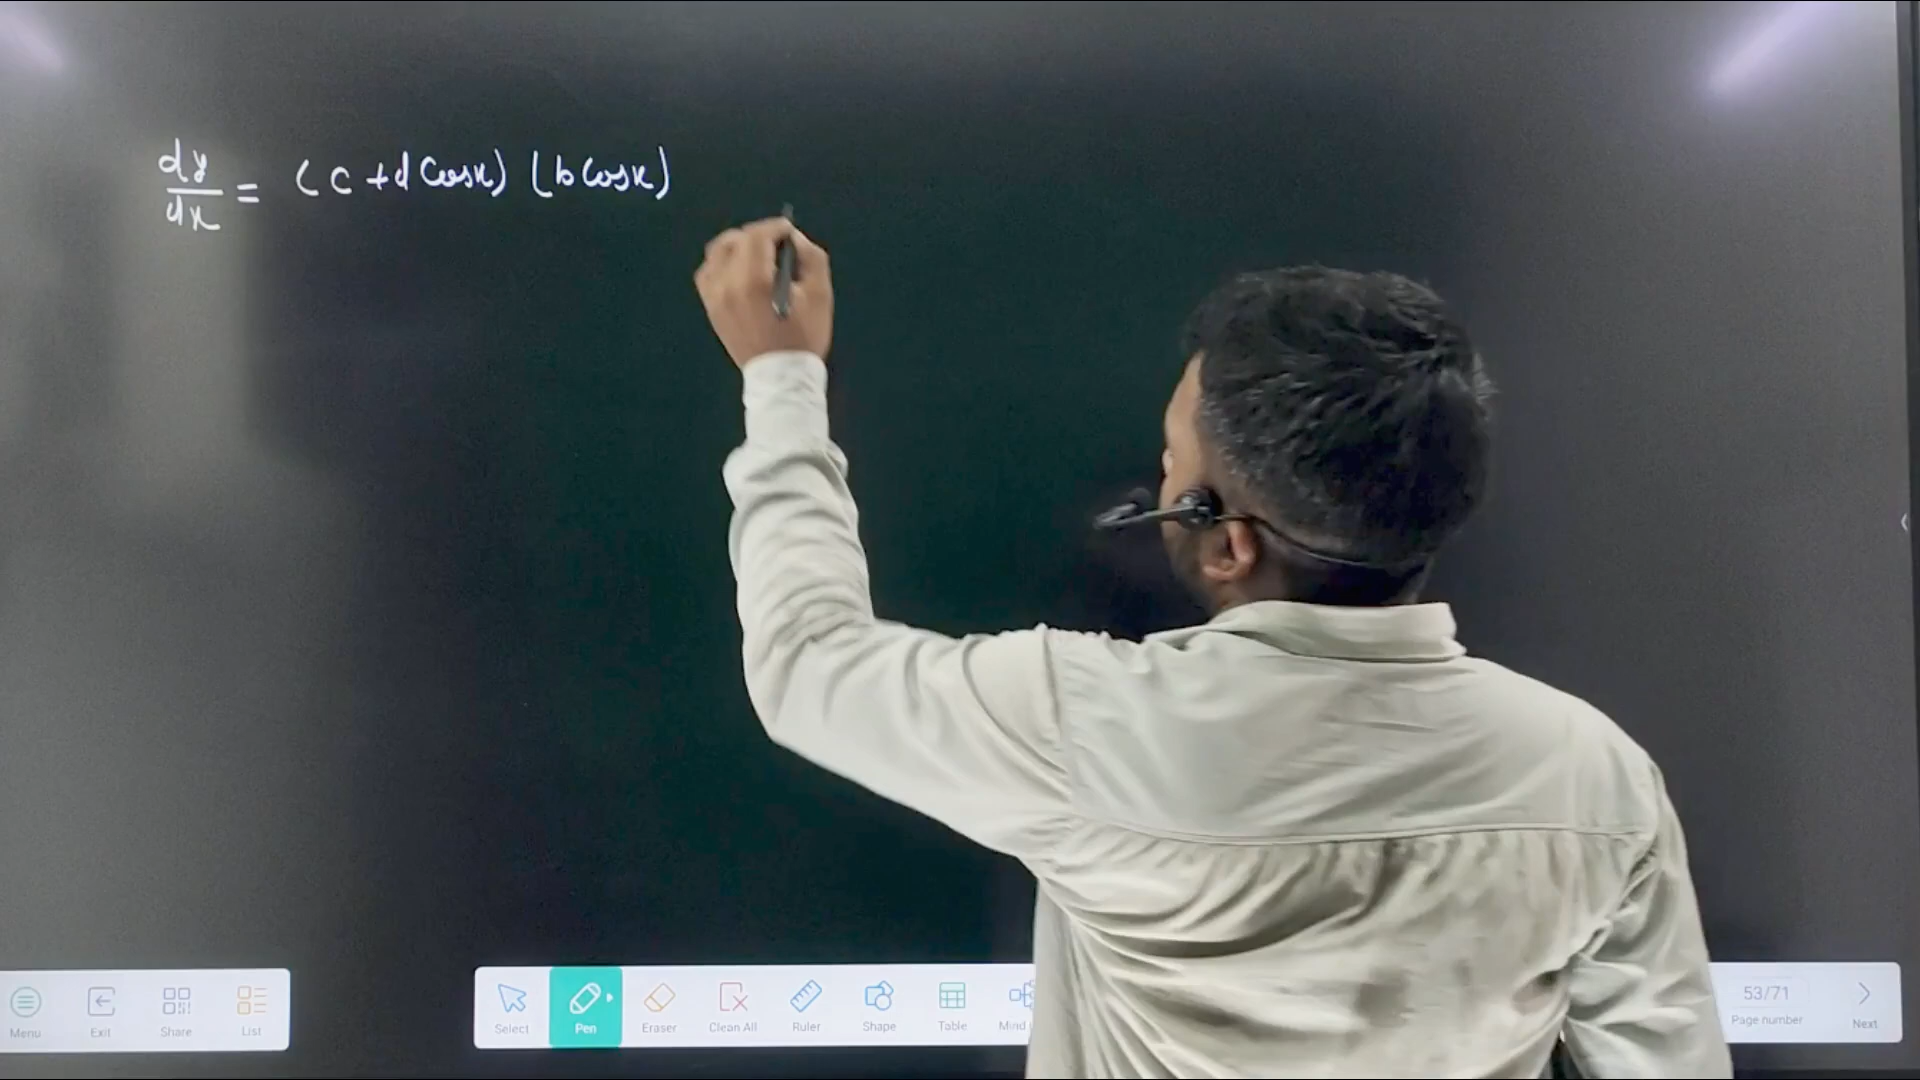 dy/dx = (c + d cosx) (b cosx)
Menu
Exit
Share
List
Select
Pen
Eraser
Clean All
Ruler
Shape
Table
Mind
53/71
Page number
Next